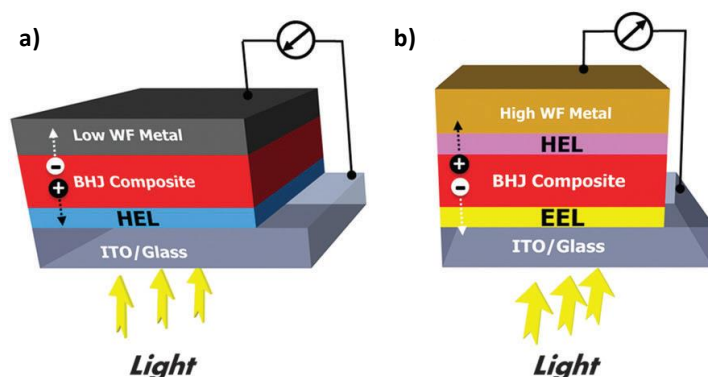 a)
Low WF Metal
BHJ Composite
HEL
ITO/Glass
Light
b)
High WF Metal
HEL
BHJ Composite
EEL
ITO/Glass
Light